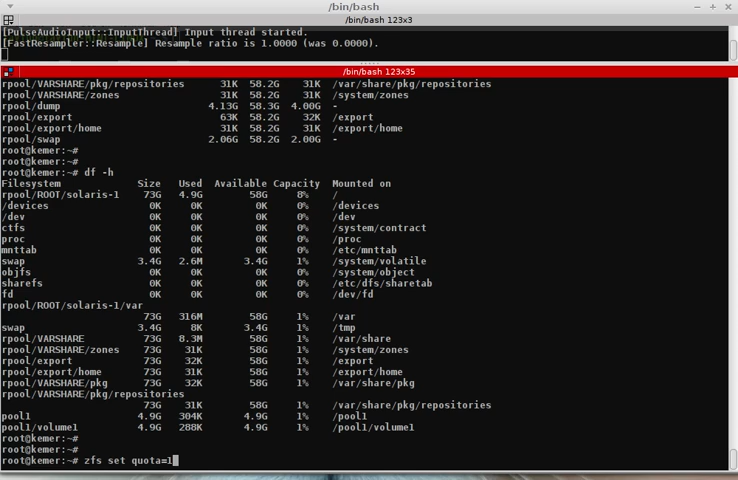 /bin/bash
/bin/bash 123x3
[PulseAudioInput::InputThread] Input thread started.
[FastResampler::Resample] Resample ratio is 1.0000 (was 0.0000).
/bin/bash 123x35
rpool/VARSHARE/pkg/repositories 31K 58.2G 31K /var/share/pkg/repositories
rpool/VARSHARE/zones 31K 58.2G 31K /system/zones
rpool/dump 4.13G 58.3G 4.00G -
rpool/export 63K 58.2G 32K /export
rpool/export/home 31K 58.2G 31K /export/home
rpool/swap 2.06G 58.2G 2.00G -
root@kemer:~#
root@kemer:~#
root@kemer:~# df -h
Filesystem Size Used Available Capacity Mounted on
rpool/ROOT/solaris-1 73G 4.9G 58G 8% /
/devices 0K 0K 0K 0% /devices
/dev 0K 0K 0K 0% /dev
ctfs 0K 0K 0K 0% /system/contract
proc 0K 0K 0K 0% /proc
mnttab 0K 0K 0K 0% /etc/mnttab
swap 3.4G 2.6M 3.4G 1% /system/volatile
objfs 0K 0K 0K 0% /system/object
sharefs 0K 0K 0K 0% /etc/dfs/sharetab
fd 0K 0K 0K 0% /dev/fd
rpool/ROOT/solaris-1/var
73G 316M 58G 1% /var
swap 3.4G 8K 3.4G 1% /tmp
rpool/VARSHARE 73G 8.3M 58G 1% /var/share
rpool/VARSHARE/zones 73G 31K 58G 1% /system/zones
rpool/export 73G 32K 58G 1% /export
rpool/export/home 73G 31K 58G 1% /export/home
rpool/VARSHARE/pkg 73G 32K 58G 1% /var/share/pkg
rpool/VARSHARE/pkg/repositories
73G 31K 58G 1% /var/share/pkg/repositories
pool1 4.9G 304K 4.9G 1% /pool1
pool1/volume1 4.9G 288K 4.9G 1% /pool1/volume1
root@kemer:~#
root@kemer:~#
root@kemer:~# zfs set quota=1